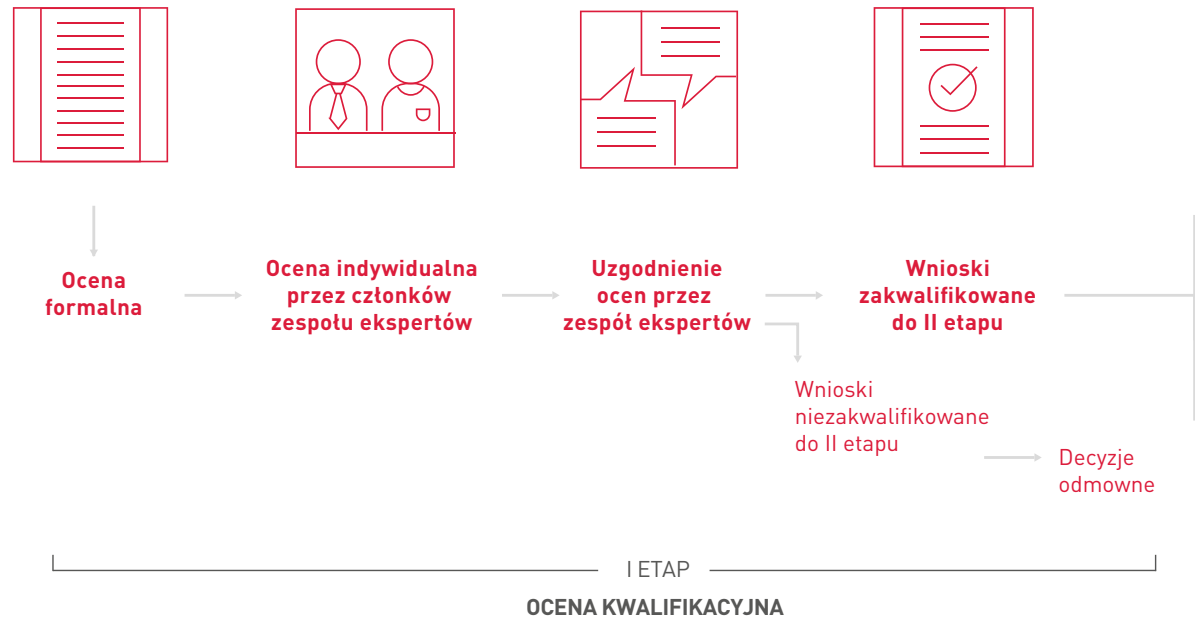 Ocena
formalna
Ocena indywidualna
przez członków
zespołu ekspertów
Uzgodnienie
ocen przez
zespół ekspertów
Wnioski
zakwalifikowane
do II etapu
Wnioski
niezakwalifikowane
do II etapu
Decyzje
odmowne
I ETAP
OCENA KWALIFIKACYJNA